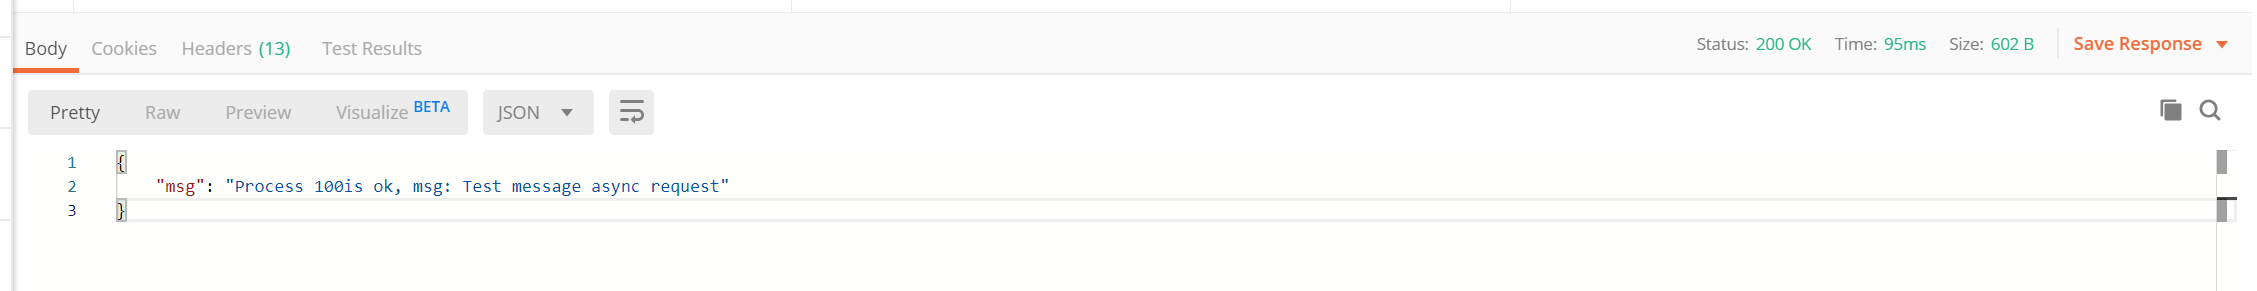 Body Cookies Headers (13) Test Results Status: 200 OK Time: 95ms Size: 602 B Save Response
Pretty Raw Preview Visualize BETA JSON
1 {
2 "msg": "Process 100is ok, msg: Test message async request"
3 }